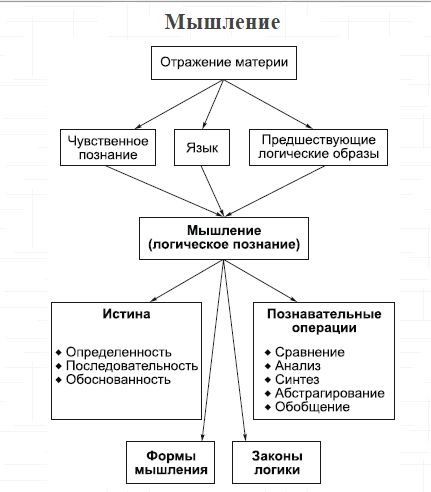 Мышление
Отражение материи
Чувственное
познание
Язык
Предшествующие
логические образы
Мышление
(логическое познание)
Истина
◆ Определенность
◆ Последовательность
◆ Обоснованность
Познавательные
операции
◆ Сравнение
◆ Анализ
◆ Синтез
◆ Абстрагирование
◆ Обобщение
Формы
мышления
Законы
логики